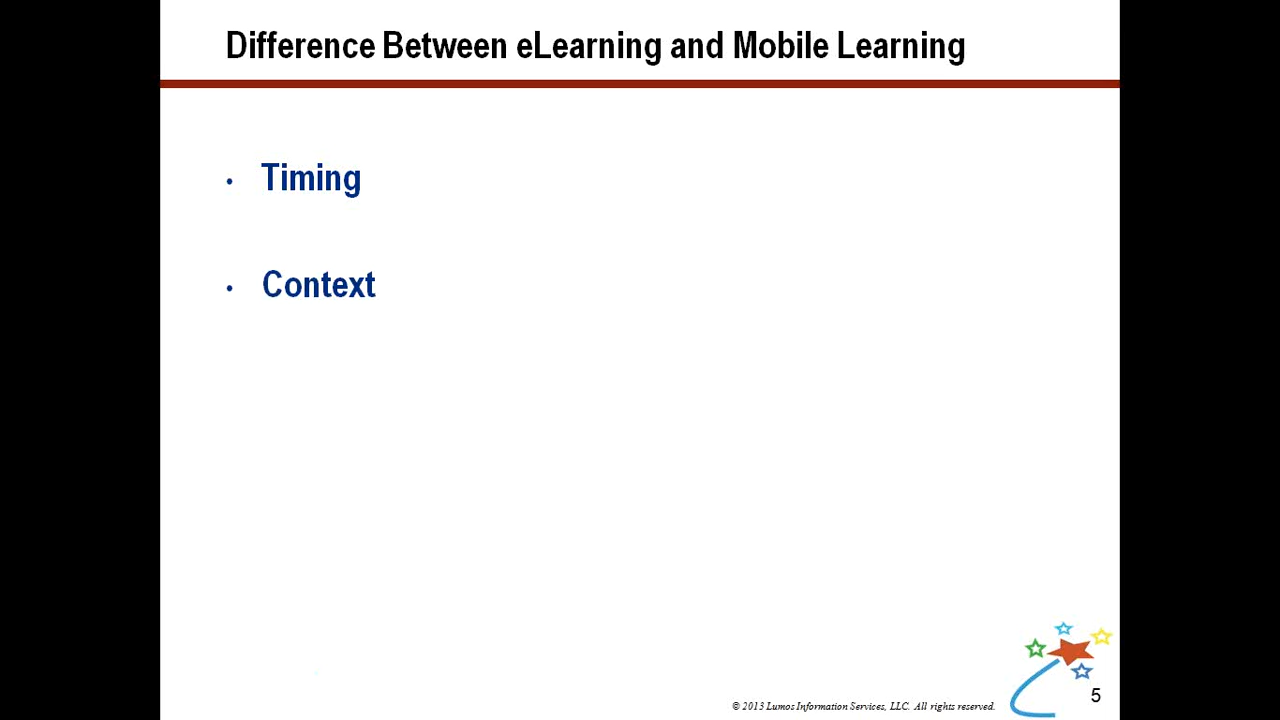 Difference Between eLearning and Mobile Learning
• Timing
• Context
© 2013 Lumos Information Services, LLC. All rights reserved.
5